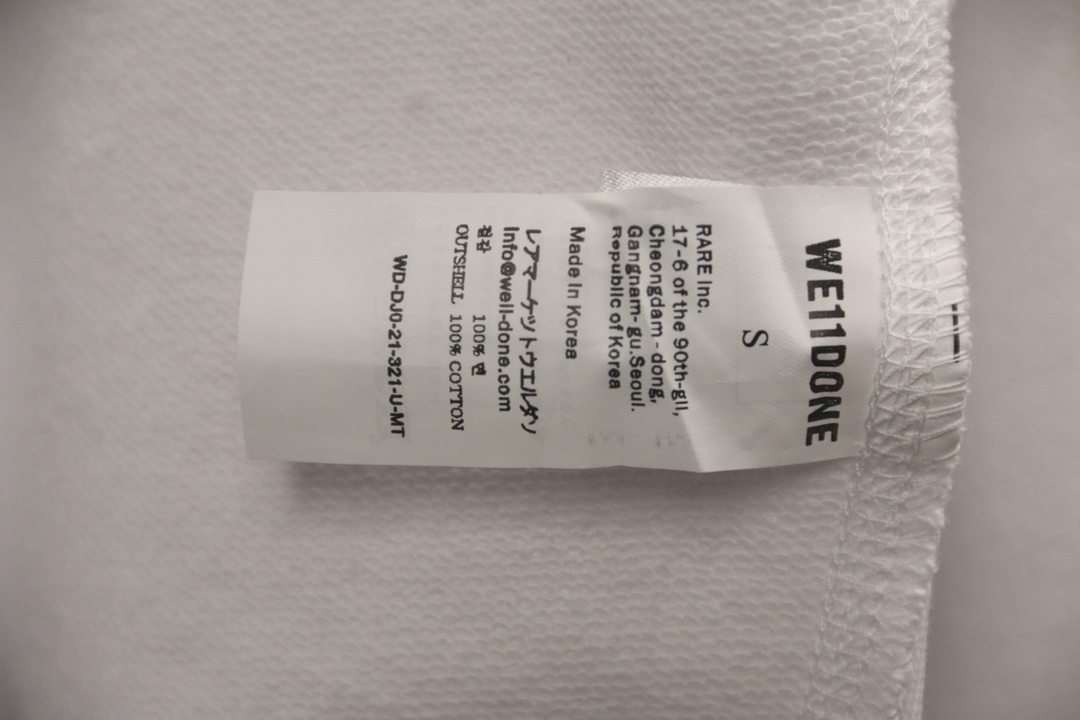 WE11DONE
S
RARE Inc.
17-6 of the 90th-gil,
Cheongdam-dong,
Gangnam-gu.Seoul.
Republic of Korea
Made In Korea
レアマーケットウエルダン
Info@well-done.com
겉감 100% 면
OUTSHELL 100% COTTON
WD-DJ0-21-321-U-MT